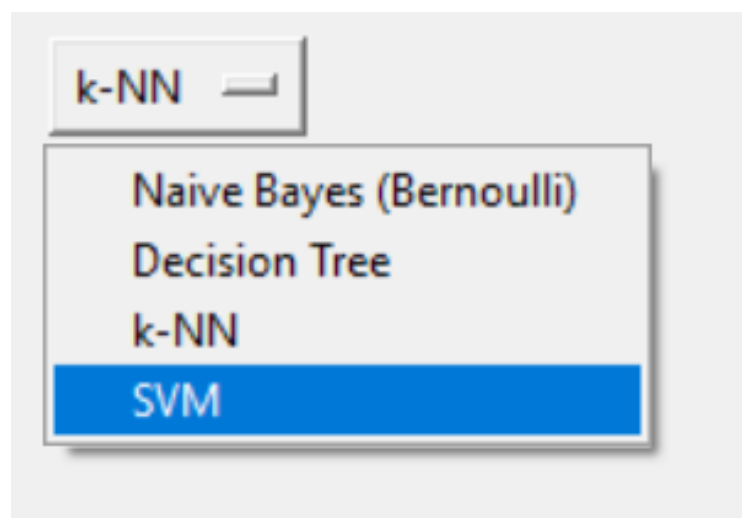 k-NN
Naive Bayes (Bernoulli)
Decision Tree
k-NN
SVM